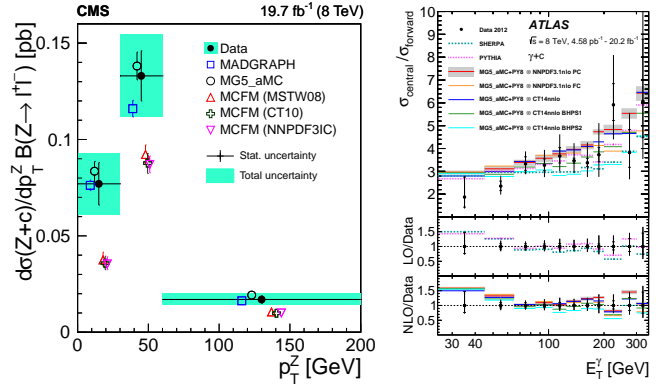 CMS 19.7 fb⁻¹ (8 TeV)
dσ(Z+c)/dp_T^Z B(Z→ l⁺l⁻) [pb]
0.15
0.1
0.05
0
Data
MADGRAPH
MG5_aMC
MCFM (MSTW08)
MCFM (CT10)
MCFM (NNPDF3IC)
Stat. uncertainty
Total uncertainty
0 50 100 150 200
p_T^Z [GeV]
σ_central/σ_forward
10
9
8
7
6
5
4
3
2
1
Data 2012
SHERPA
PYTHIA
MG5_aMC+PY8 ⊗ NNPDF3.1nlo PC
MG5_aMC+PY8 ⊗ NNPDF3.1nlo FC
MG5_aMC+PY8 ⊗ CT14nnlo
MG5_aMC+PY8 ⊗ CT14nnlo BHPS1
MG5_aMC+PY8 ⊗ CT14nnlo BHPS2
ATLAS
√s = 8 TeV, 4.58 pb⁻¹ - 20.2 fb⁻¹
γ+c
LO/Data
1.5
1
0.5
NLO/Data
1.5
1
0.5
30 40 100 200 300
E_T^γ [GeV]